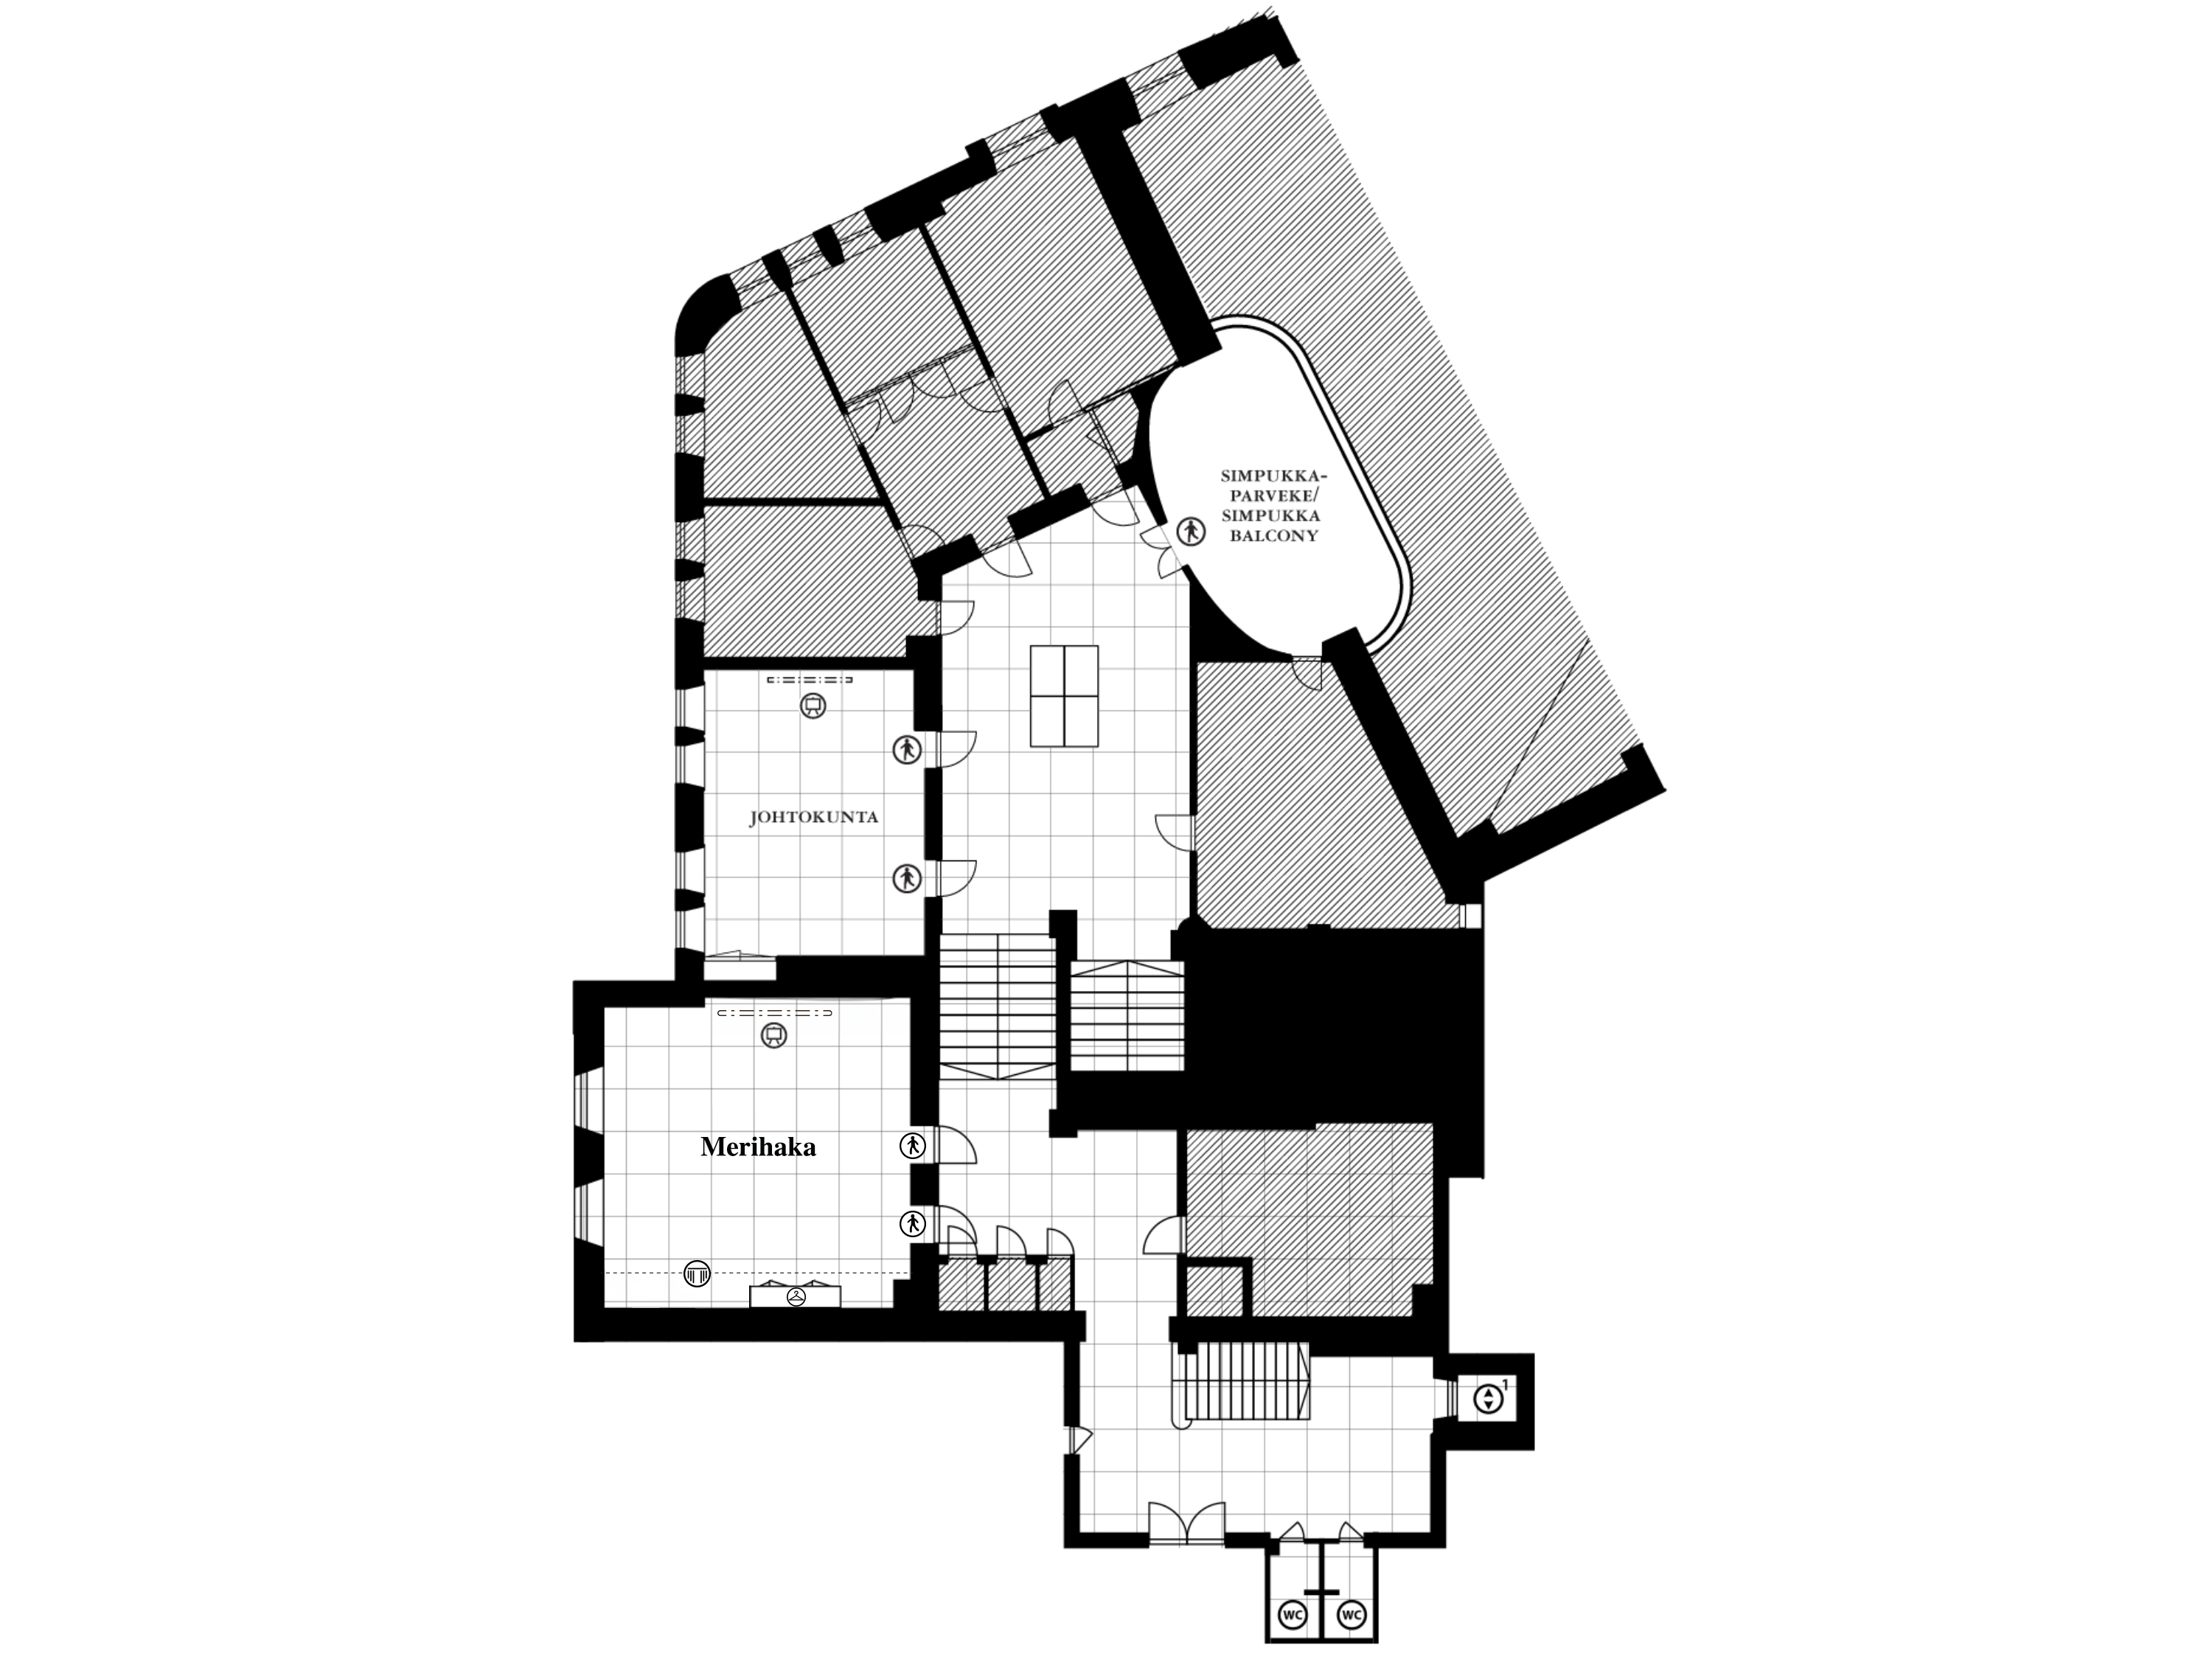 SIMPUKKA-
PARVEKE/
SIMPUKKA
BALCONY
JOHTOKUNTA
Merihaka
1
WC
WC